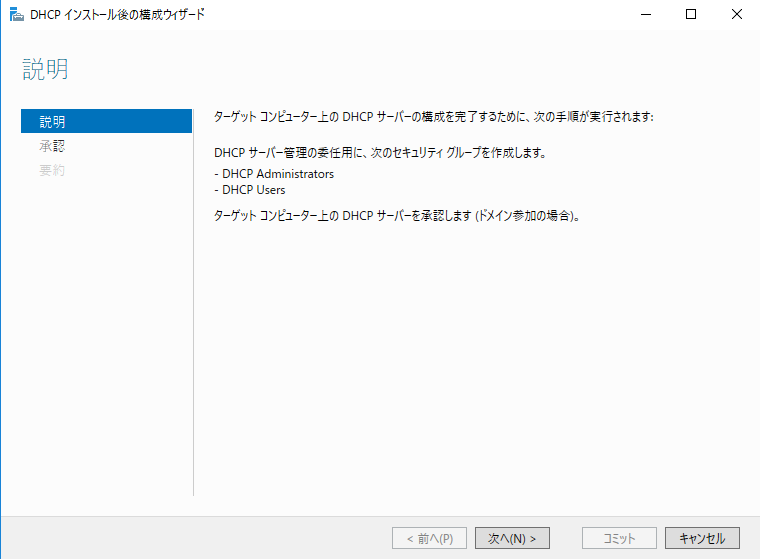 DHCP インストール後の構成ウィザード
説明
説明
承認
要約
ターゲット コンピューター上の DHCP サーバーの構成を完了するために、次の手順が実行されます:
DHCP サーバー管理の委任用に、次のセキュリティ グループを作成します。
- DHCP Administrators
- DHCP Users
ターゲット コンピューター上の DHCP サーバーを承認します (ドメイン参加の場合)。
< 前へ(P) 次へ(N) > コミット キャンセル